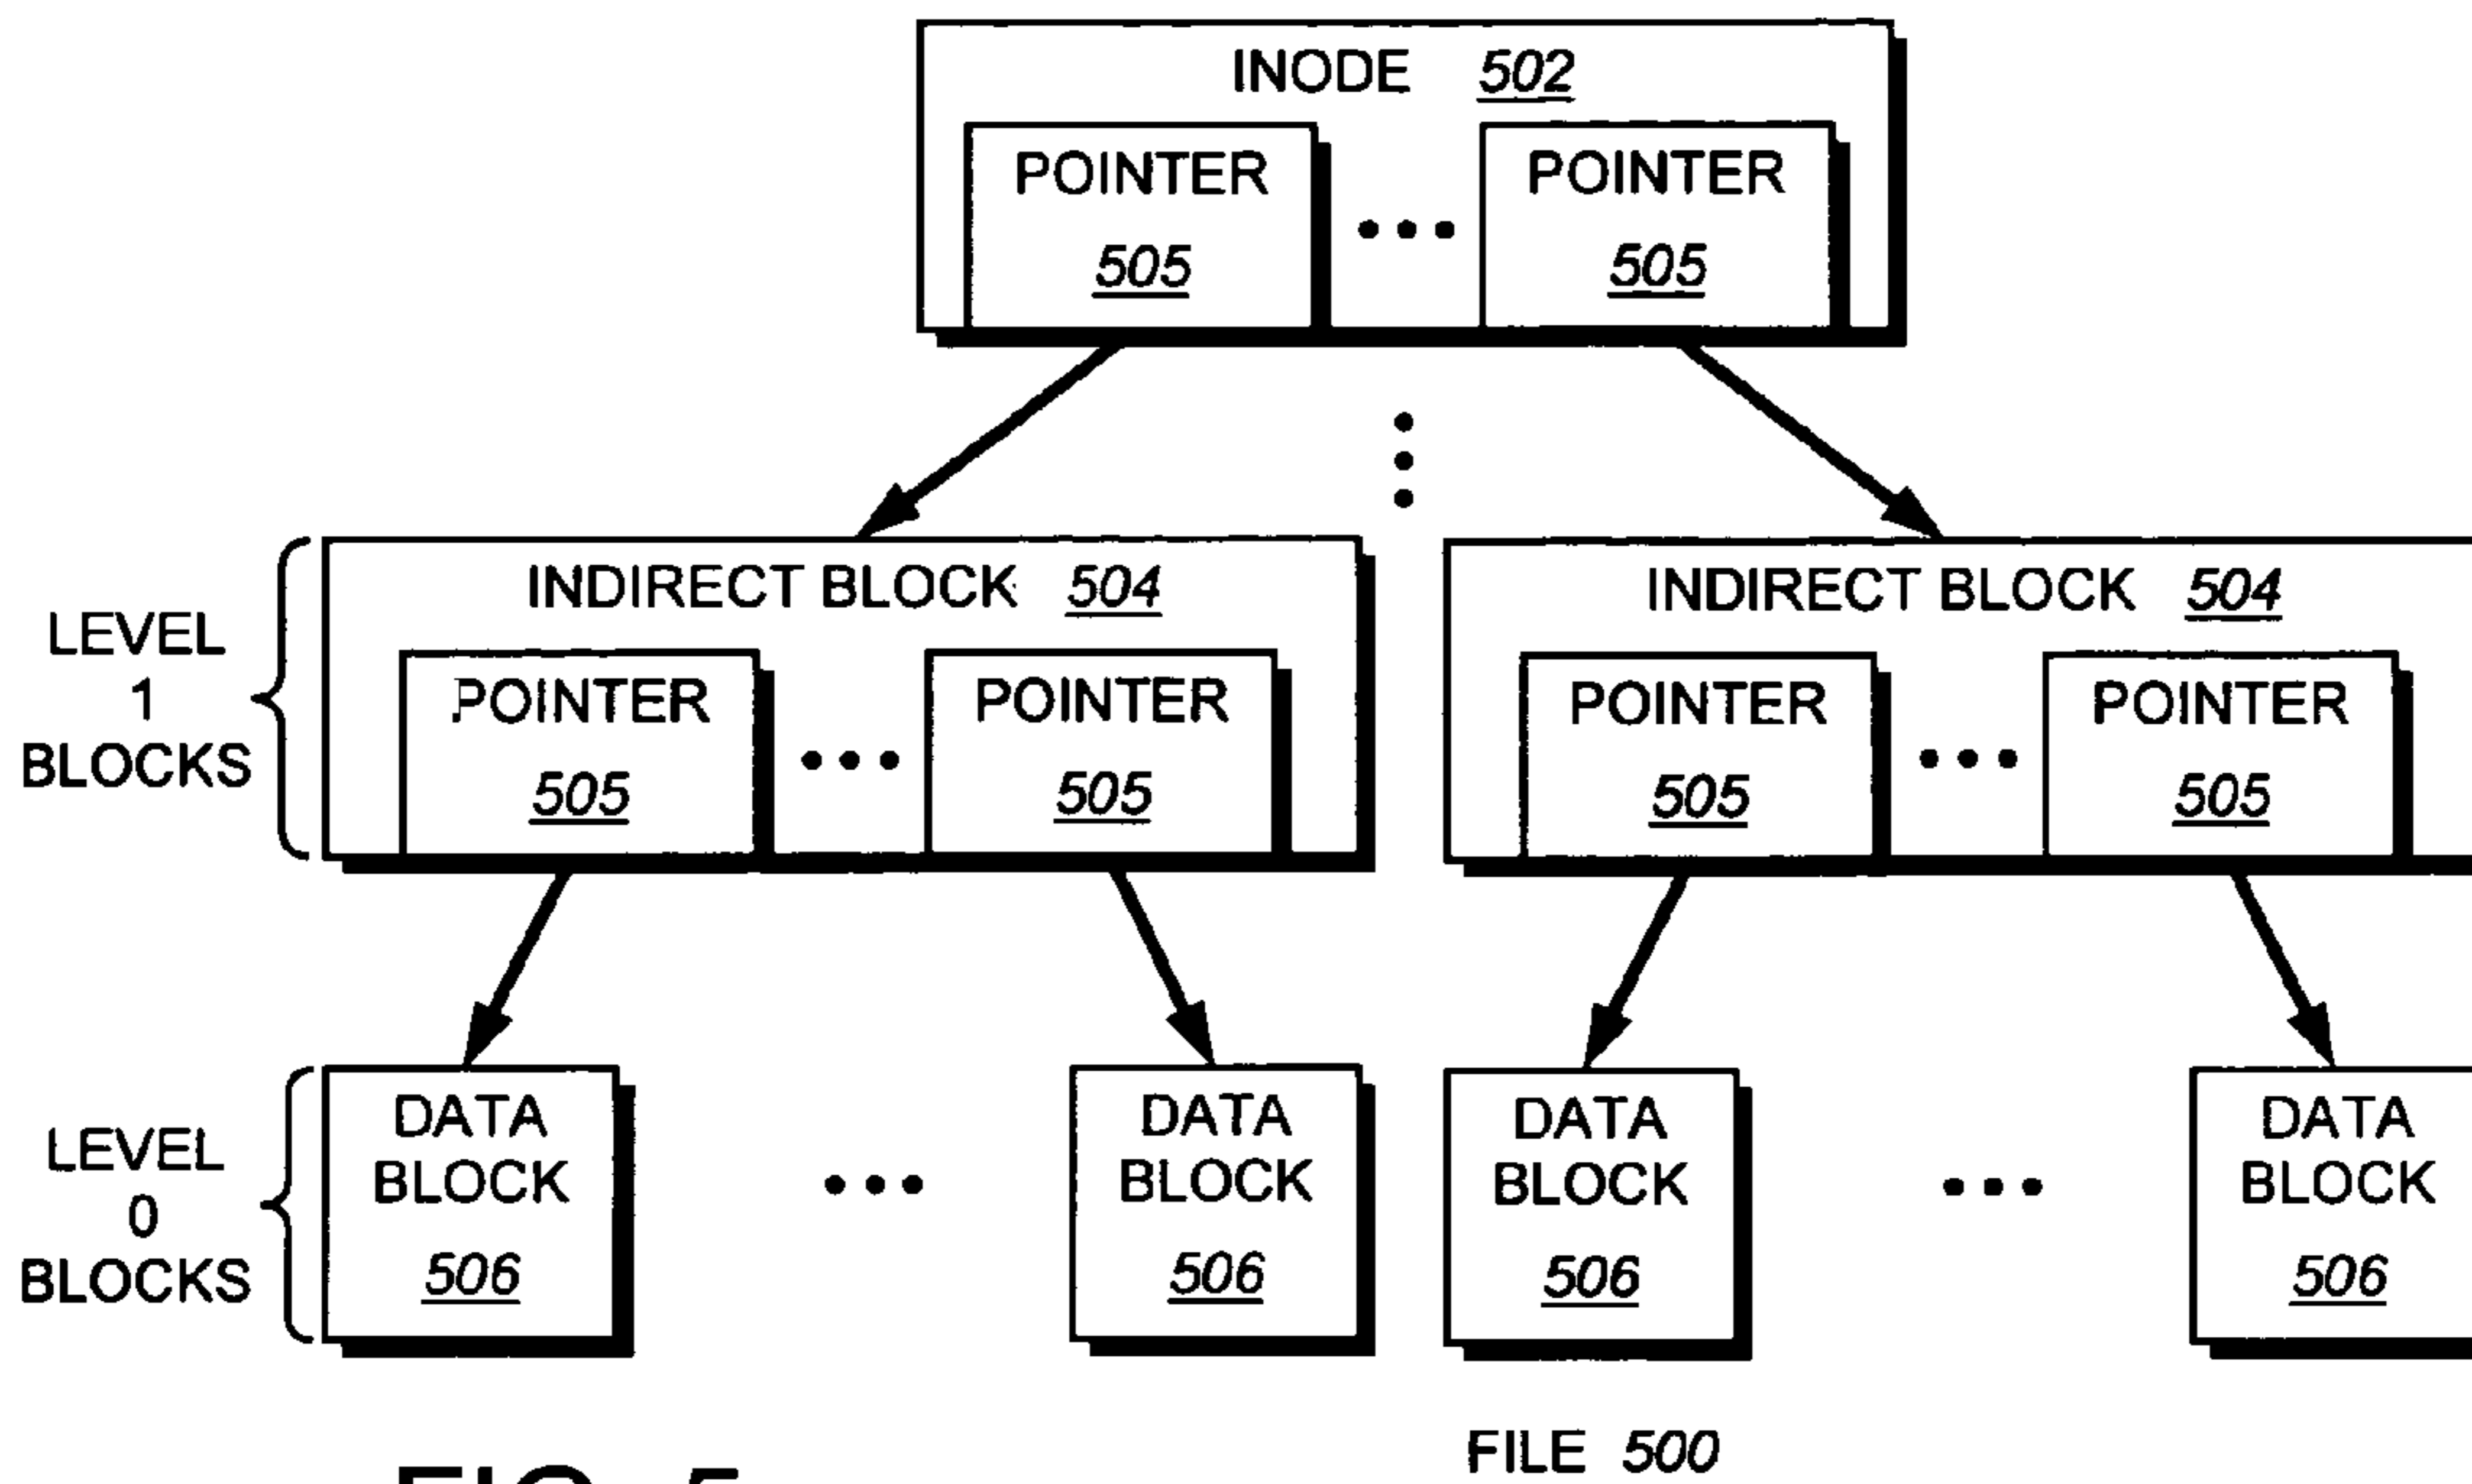 INODE 502
POINTER POINTER
505 505
INDIRECT BLOCK 504 INDIRECT BLOCK 504
LEVEL
1
BLOCKS
POINTER POINTER POINTER POINTER
505 505 505 505
LEVEL
0
BLOCKS
DATA DATA DATA DATA
BLOCK BLOCK BLOCK BLOCK
506 506 506 506
FILE 500
FIG. 5